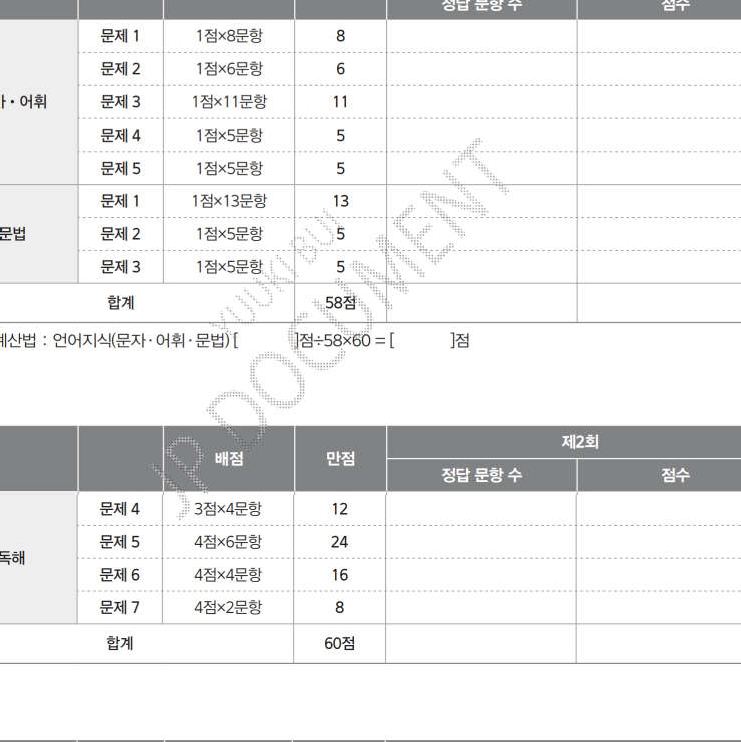 정답 문항 수 점수
문제 1 1점×8문항 8
문제 2 1점×6문항 6
·어휘 문제 3 1점×11문항 11
문제 4 1점×5문항 5
문제 5 1점×5문항 5
문제 1 1점×13문항 13
문법 문제 2 1점×5문항 5
문제 3 1점×5문항 5
합계 58점
계산법 : 언어지식(문자·어휘·문법) [ ]점÷58×60 = [ ]점
제2회
배점 만점
정답 문항 수 점수
문제 4 3점×4문항 12
문제 5 4점×6문항 24
독해
문제 6 4점×4문항 16
문제 7 4점×2문항 8
합계 60점
YUUKI BUI
JP DOCUMENT